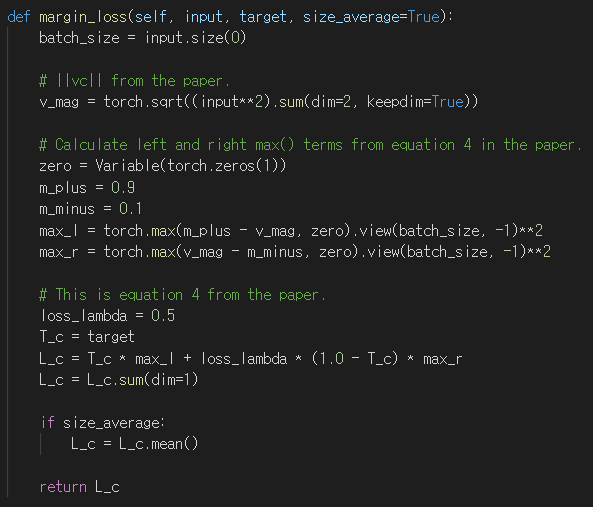 def margin_loss(self, input, target, size_average=True):
batch_size = input.size(0)
# ||vc|| from the paper.
v_mag = torch.sqrt((input**2).sum(dim=2, keepdim=True))
# Calculate left and right max() terms from equation 4 in the paper.
zero = Variable(torch.zeros(1))
m_plus = 0.9
m_minus = 0.1
max_l = torch.max(m_plus - v_mag, zero).view(batch_size, -1)**2
max_r = torch.max(v_mag - m_minus, zero).view(batch_size, -1)**2
# This is equation 4 from the paper.
loss_lambda = 0.5
T_c = target
L_c = T_c * max_l + loss_lambda * (1.0 - T_c) * max_r
L_c = L_c.sum(dim=1)
if size_average:
L_c = L_c.mean()
return L_c